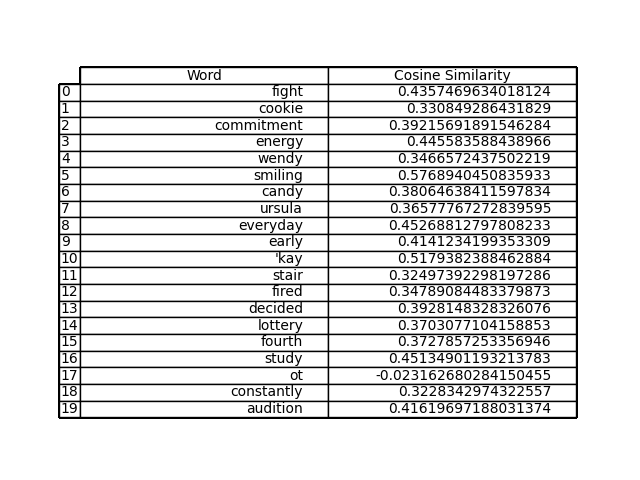 Word Cosine Similarity
0 fight 0.4357469634018124
1 cookie 0.330849286431829
2 commitment 0.39215691891546284
3 energy 0.445583588438966
4 wendy 0.3466572437502219
5 smiling 0.5768940450835933
6 candy 0.38064638411597834
7 ursula 0.36577767272839595
8 everyday 0.45268812797808233
9 early 0.4141234199353309
10 'kay 0.5179382388462884
11 stair 0.32497392298197286
12 fired 0.34789084483379873
13 decided 0.3928148328326076
14 lottery 0.3703077104158853
15 fourth 0.3727857253356946
16 study 0.45134901193213783
17 ot -0.023162680284150455
18 constantly 0.3228342974322557
19 audition 0.41619697188031374